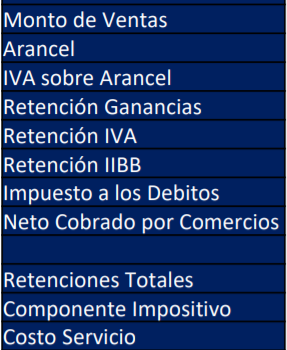 Monto de Ventas
Arancel
IVA sobre Arancel
Retención Ganancias
Retención IVA
Retención IIBB
Impuesto a los Debitos
Neto Cobrado por Comercios
Retenciones Totales
Componente Impositivo
Costo Servicio